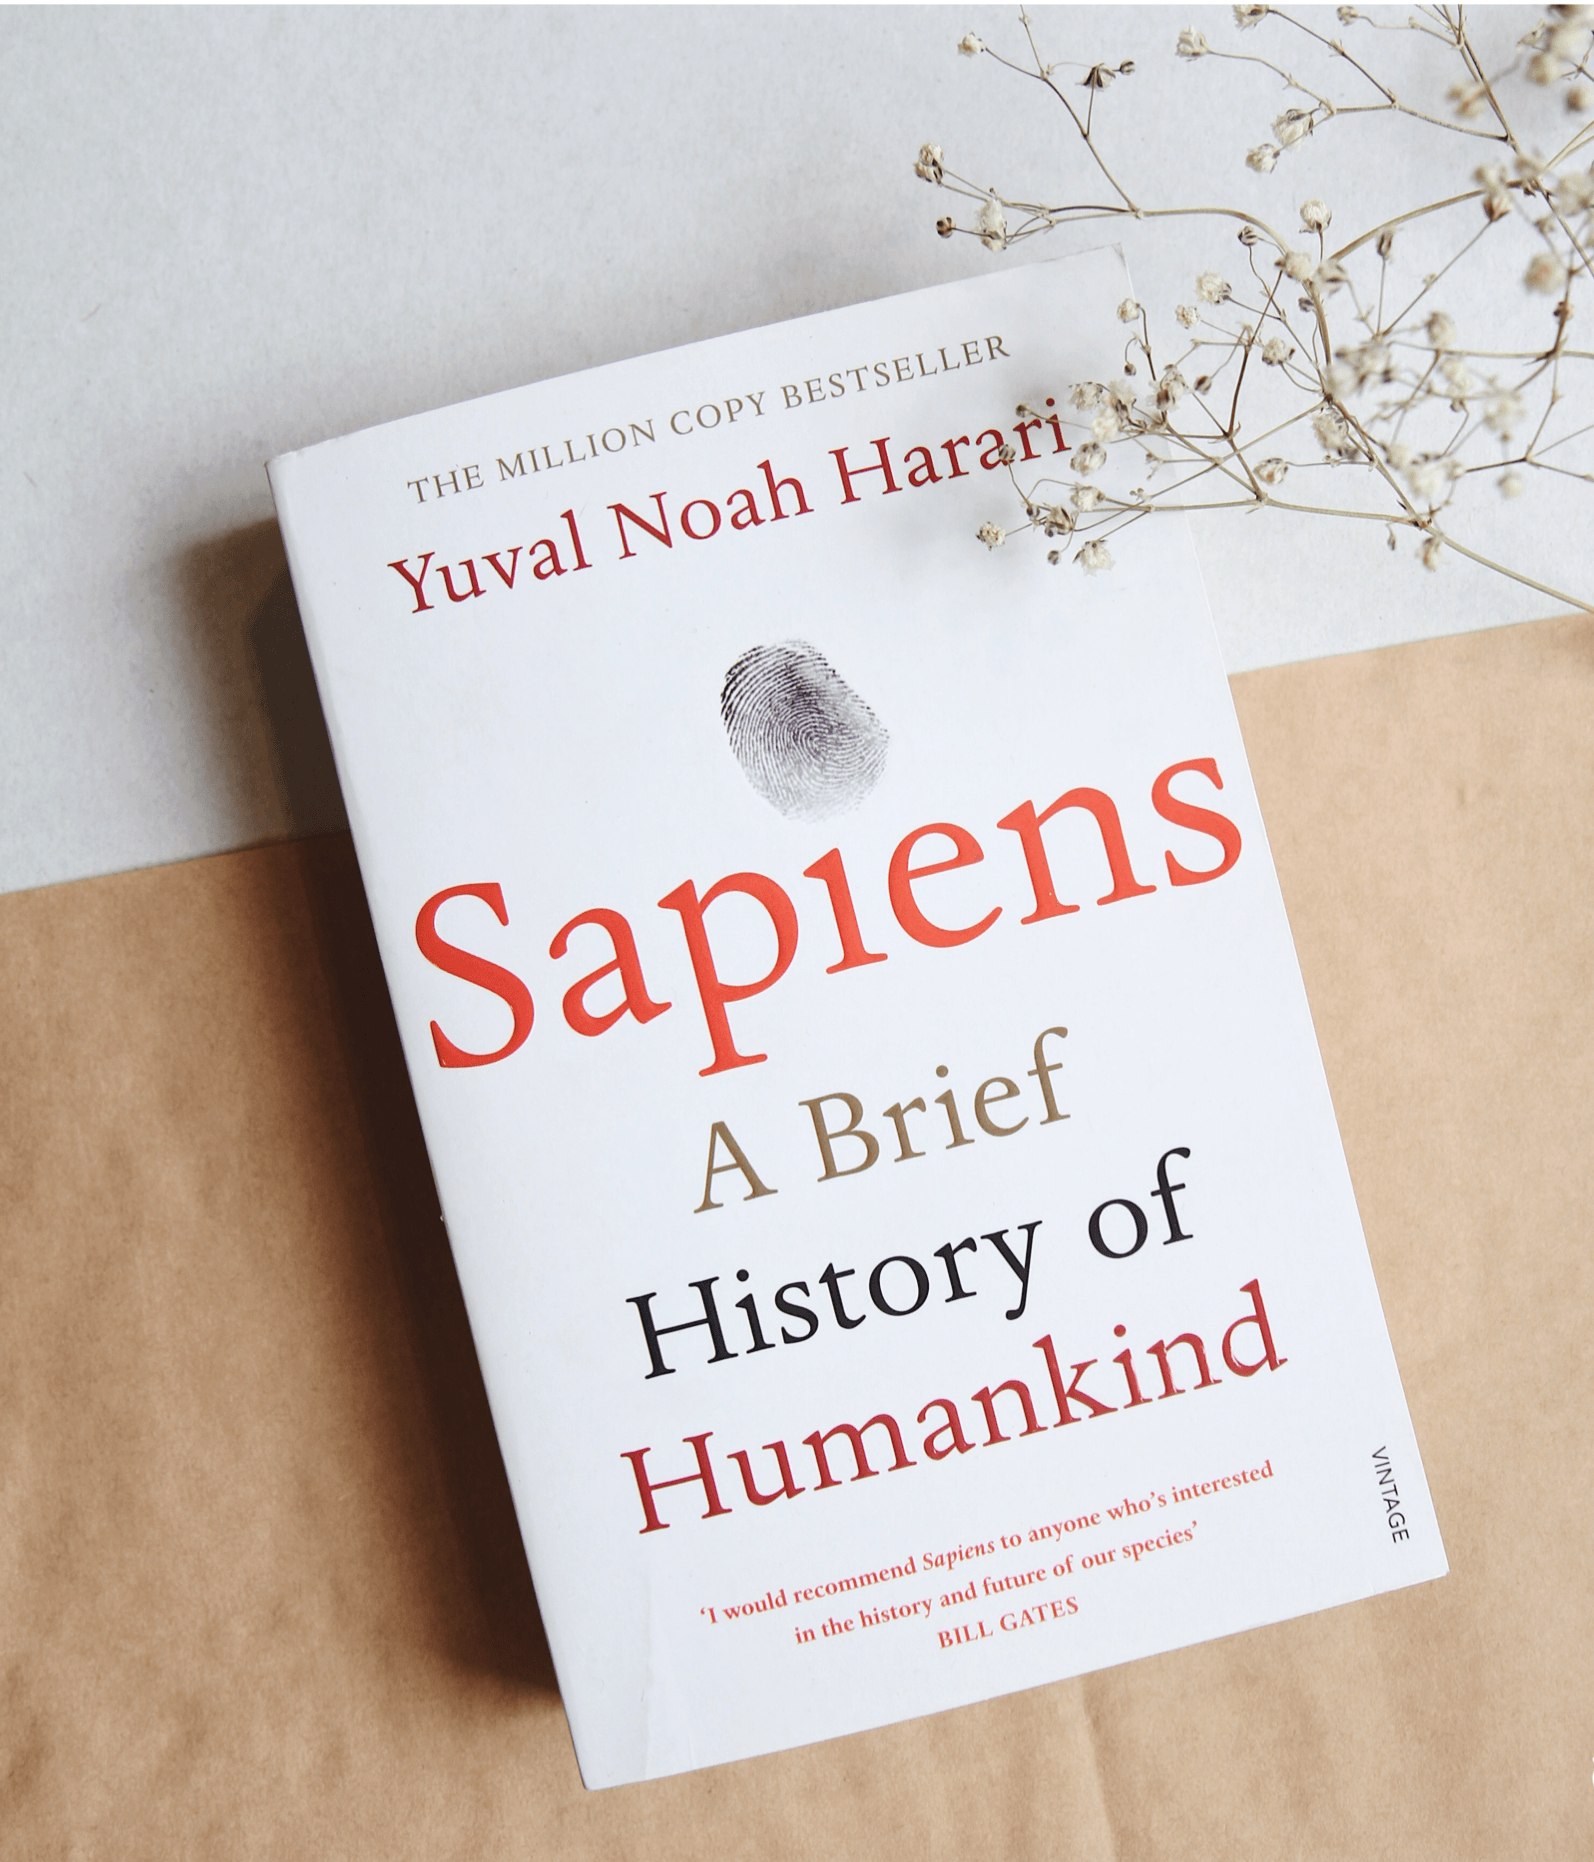 THE MILLION COPY BESTSELLER
Yuval Noah Harari
Sapiens
A Brief
History of
Humankind
‘I would recommend Sapiens to anyone who’s interested
in the history and future of our species’
BILL GATES
VINTAGE